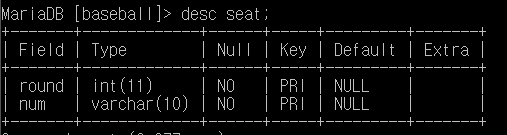 MariaDB [baseball]> desc seat;
+-------+-------------+------+-----+---------+-------+
| Field | Type        | Null | Key | Default | Extra |
+-------+-------------+------+-----+---------+-------+
| round | int(11)     | NO   | PRI | NULL    |       |
| num   | varchar(10) | NO   | PRI | NULL    |       |
+-------+-------------+------+-----+---------+-------+